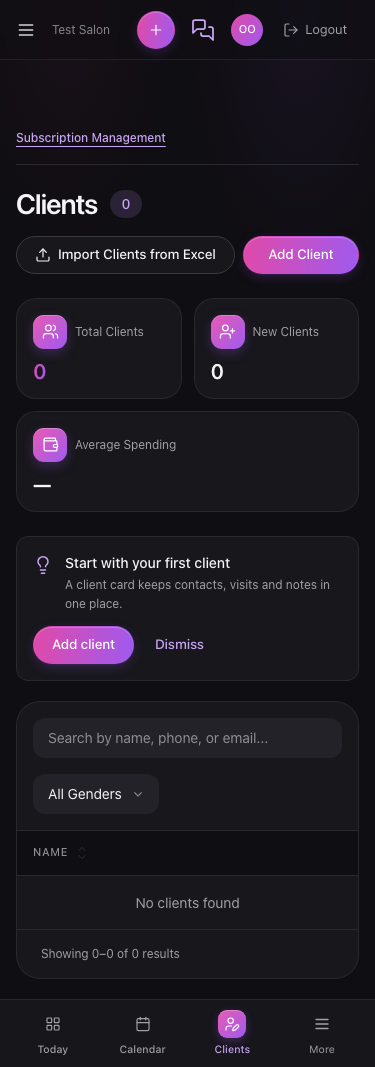 Test Salon
OO
Logout
Subscription Management
Clients 0
Import Clients from Excel
Add Client
Total Clients
0
New Clients
0
Average Spending
—
Start with your first client
A client card keeps contacts, visits and notes in
one place.
Add client
Dismiss
Search by name, phone, or email...
All Genders
NAME
No clients found
Showing 0–0 of 0 results
Today
Calendar
Clients
More